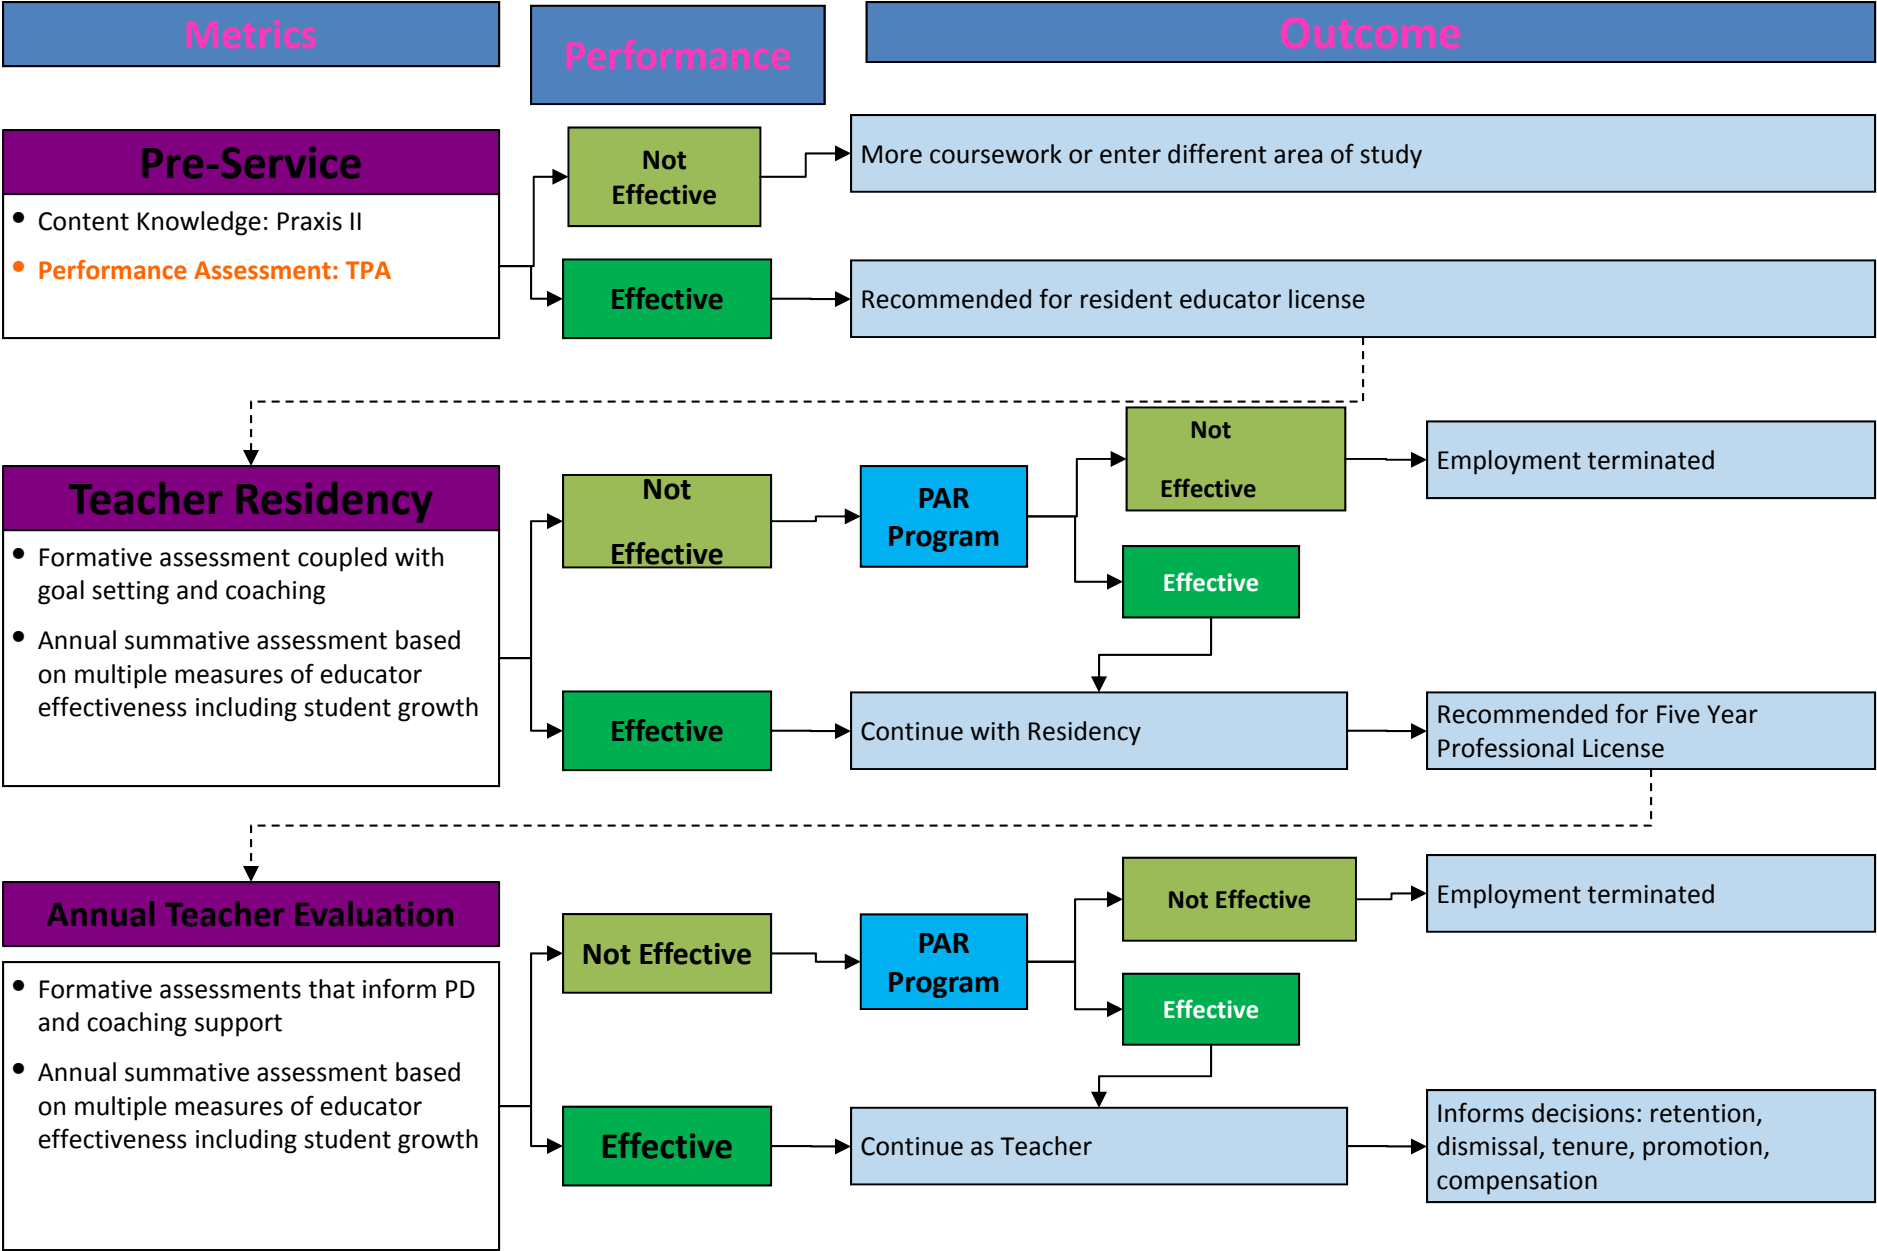 Metrics
Performance
Outcome
Pre-Service
• Content Knowledge: Praxis II
• Performance Assessment: TPA
Not
Effective
More coursework or enter different area of study
Effective
Recommended for resident educator license
Teacher Residency
• Formative assessment coupled with
goal setting and coaching
• Annual summative assessment based
on multiple measures of educator
effectiveness including student growth
Not
Effective
PAR
Program
Not
Effective
Employment terminated
Effective
Effective
Continue with Residency
Recommended for Five Year
Professional License
Annual Teacher Evaluation
• Formative assessments that inform PD
and coaching support
• Annual summative assessment based
on multiple measures of educator
effectiveness including student growth
Not Effective
PAR
Program
Not Effective
Employment terminated
Effective
Effective
Continue as Teacher
Informs decisions: retention,
dismissal, tenure, promotion,
compensation